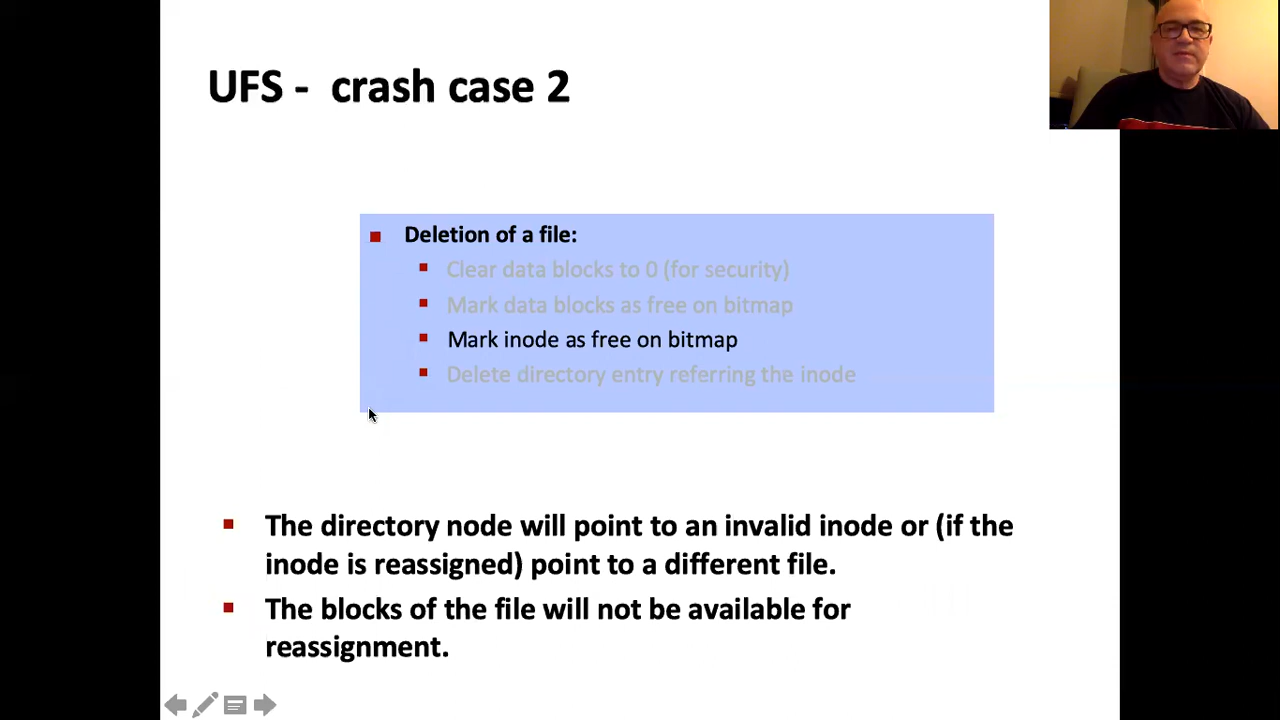 UFS - crash case 2
Deletion of a file:
Clear data blocks to 0 (for security)
Mark data blocks as free on bitmap
Mark inode as free on bitmap
Delete directory entry referring the inode
The directory node will point to an invalid inode or (if the
inode is reassigned) point to a different file.
The blocks of the file will not be available for
reassignment.